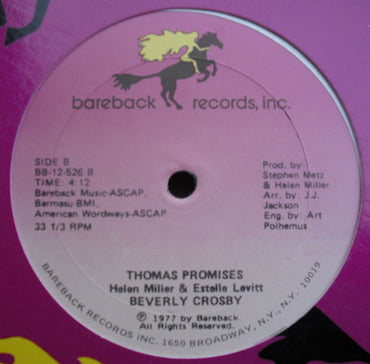 bareback records, inc.
SIDE B
BB-12-526 B
TIME: 4:12
Bareback Music-ASCAP,
Barmasu-BMI,
American Wordways-ASCAP
33 1/3 RPM
Prod. by:
Stephen Metz
& Helen Miller
Arr. by: J.J.
Jackson
Eng. by: Art
Polhemus
THOMAS PROMISES
Helen Miller & Estelle Levitt
BEVERLY CROSBY
℗ 1977 by Bareback
All Rights Reserved.
BAREBACK RECORDS INC. 1650 BROADWAY, N.Y., N.Y. 10019